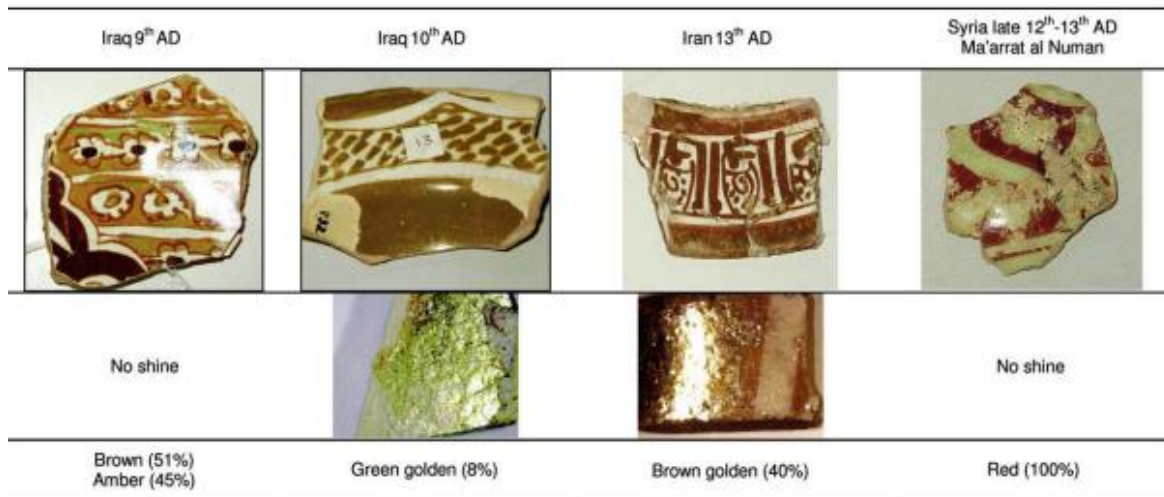 Iraq 9th AD
Iraq 10th AD
Iran 13th AD
Syria late 12th-13th AD
Ma'arrat al Numan
13
No shine
No shine
Brown (51%)
Amber (45%)
Green golden (8%)
Brown golden (40%)
Red (100%)